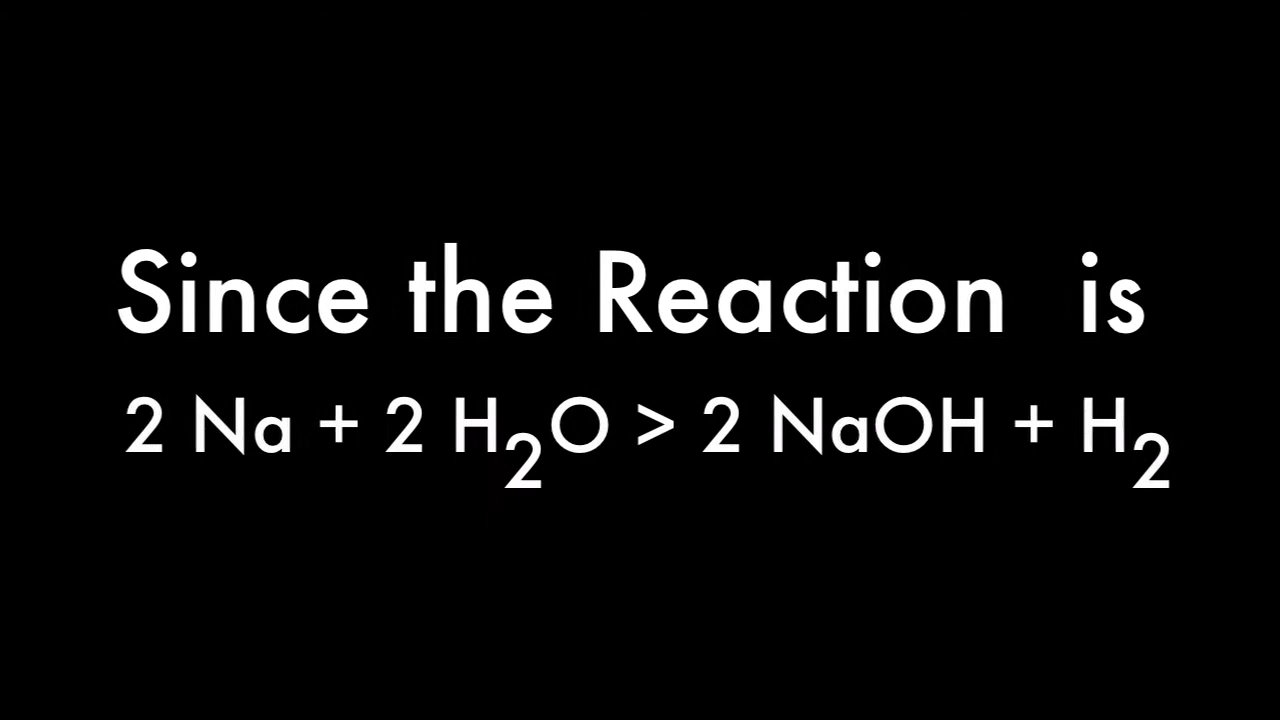 Since the Reaction  is
2 Na + 2 H₂O > 2 NaOH + H₂